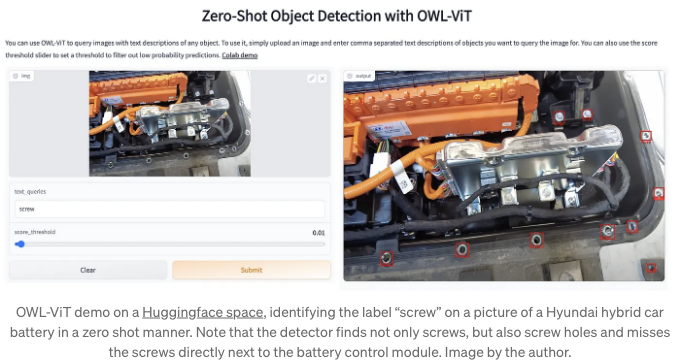 Zero-Shot Object Detection with OWL-ViT
You can use OWL-ViT to query images with text descriptions of any object. To use it, simply upload an image and enter comma separated text descriptions of objects you want to query the image for. You can also use the score
threshold slider to set a threshold to filter out low probability predictions. Colab demo
img
output
text_queries
screw
score_threshold
0.01
Clear
Submit
OWL-ViT demo on a Huggingface space, identifying the label “screw” on a picture of a Hyundai hybrid car
battery in a zero shot manner. Note that the detector finds not only screws, but also screw holes and misses
the screws directly next to the battery control module. Image by the author.